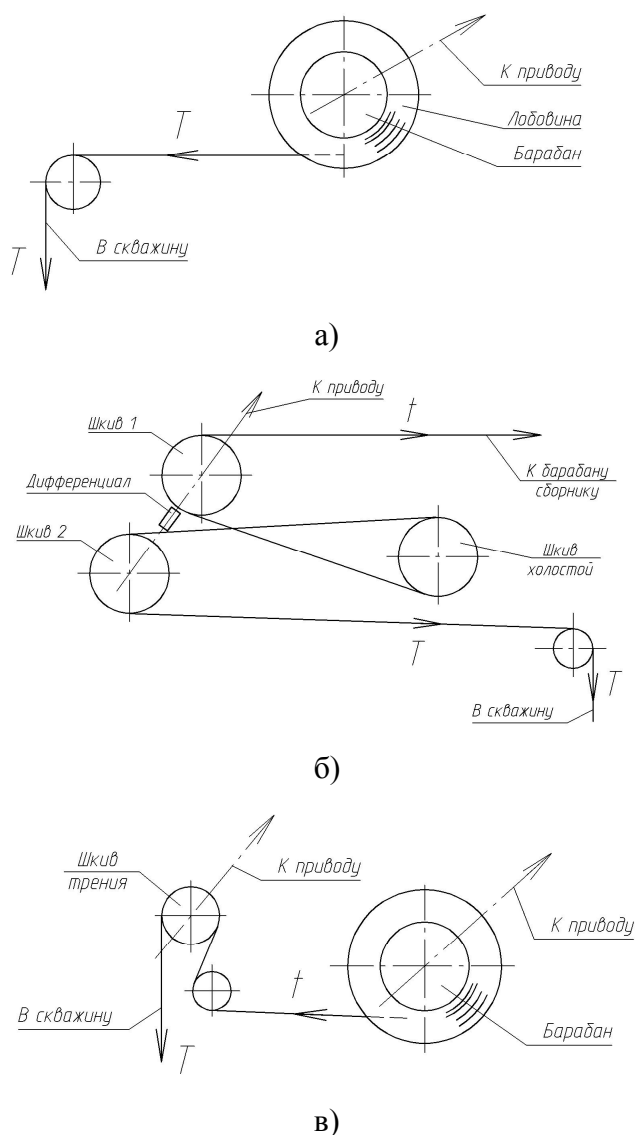 К приводу
Лобовина
Барабан
T
T
В скважину
а)
К приводу
t
Шкив 1
К барабану
сборнику
Дифференциал
Шкив 2
Шкив
холостой
T
T
В скважину
б)
Шкив
трения
К приводу
К приводу
t
В скважину
T
Барабан
в)